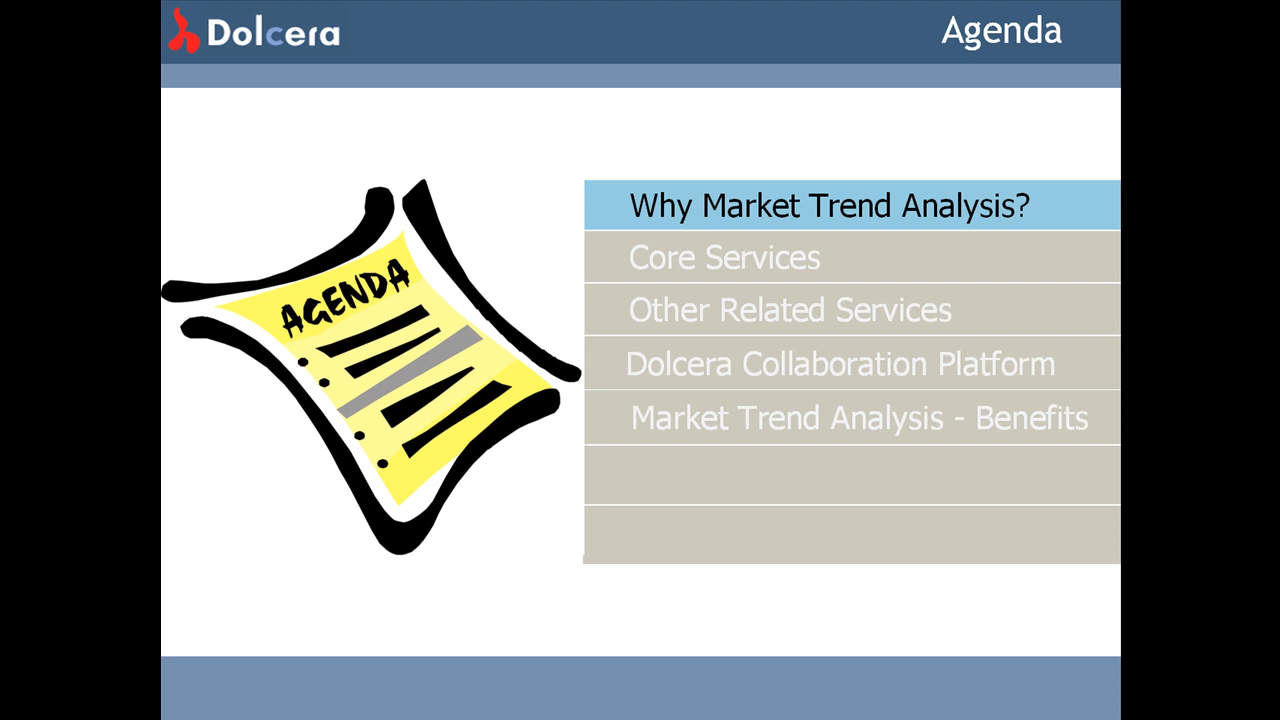 Dolcera
Agenda
AGENDA
Why Market Trend Analysis?
Core Services
Other Related Services
Dolcera Collaboration Platform
Market Trend Analysis - Benefits